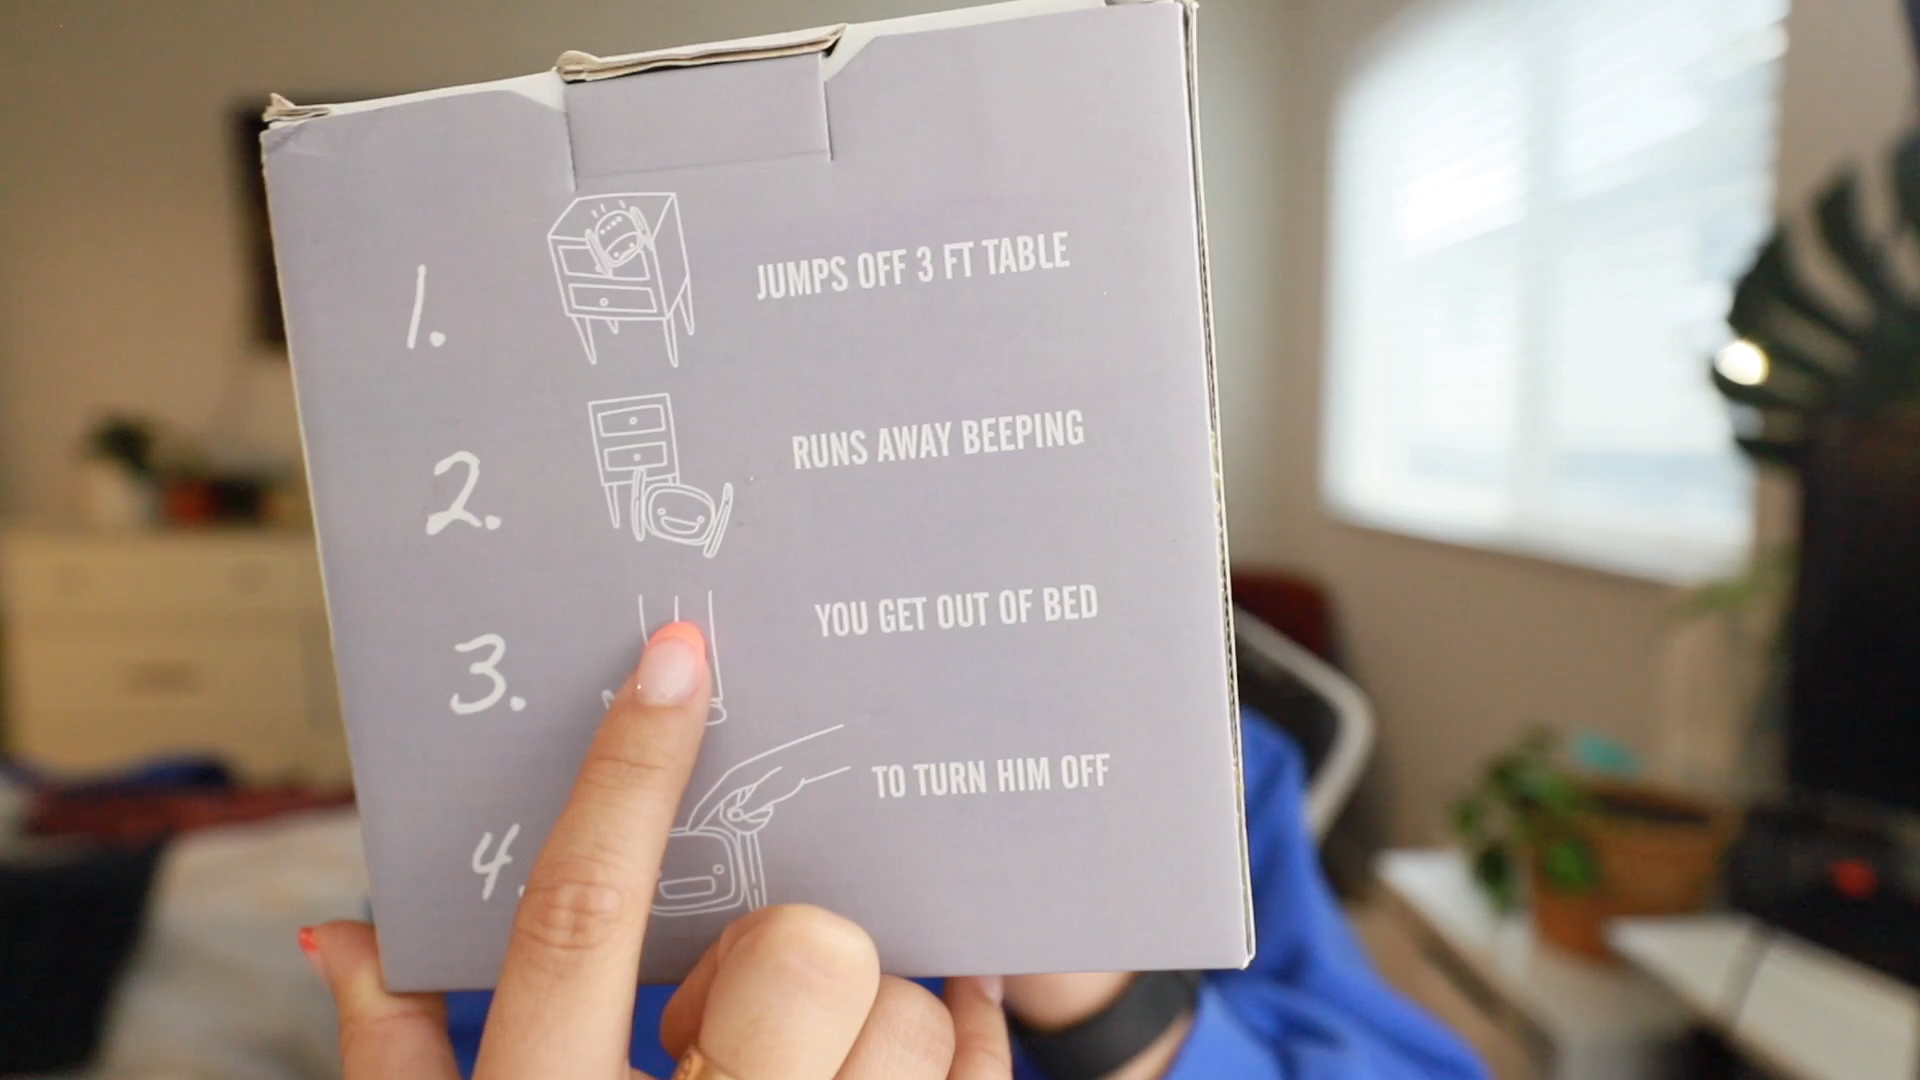 1. JUMPS OFF 3 FT TABLE
2. RUNS AWAY BEEPING
3. YOU GET OUT OF BED
4. TO TURN HIM OFF